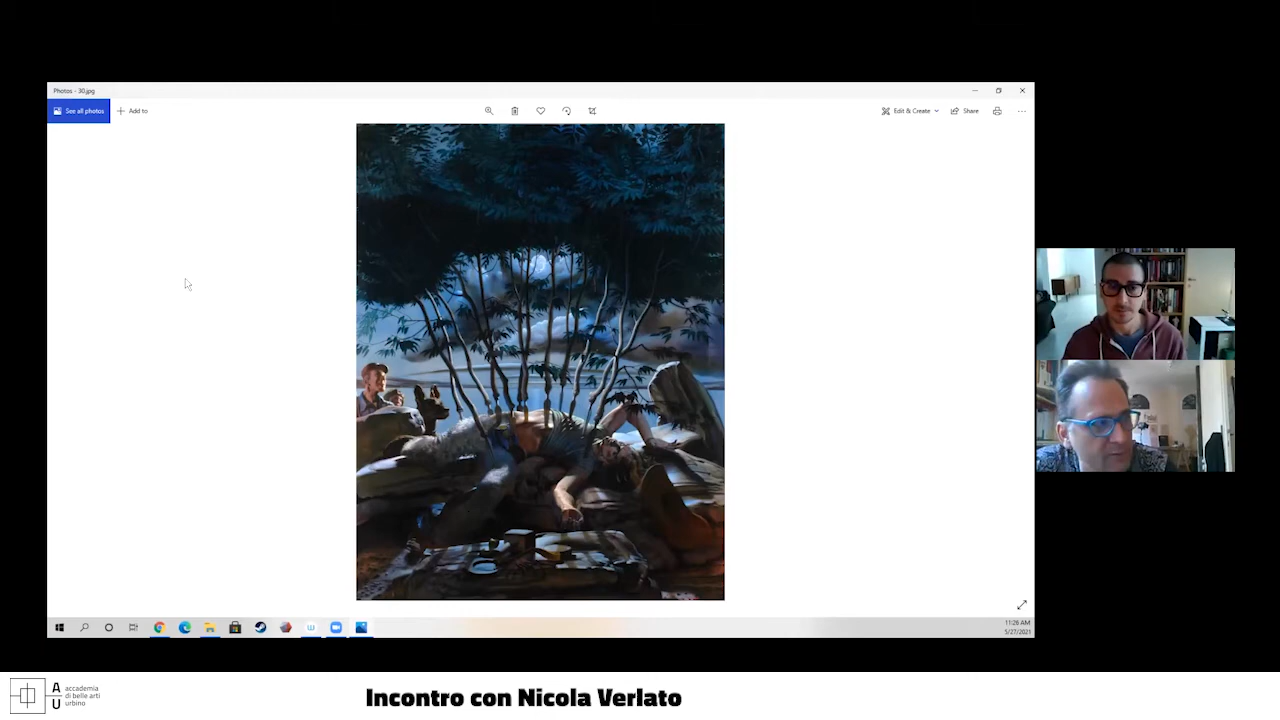 Photos - 30.jpg
See all photos
Add to
Edit & Create
Share
11:26 AM
5/27/2021
A
U
accademia
di belle arti
urbino
Incontro con Nicola Verlato